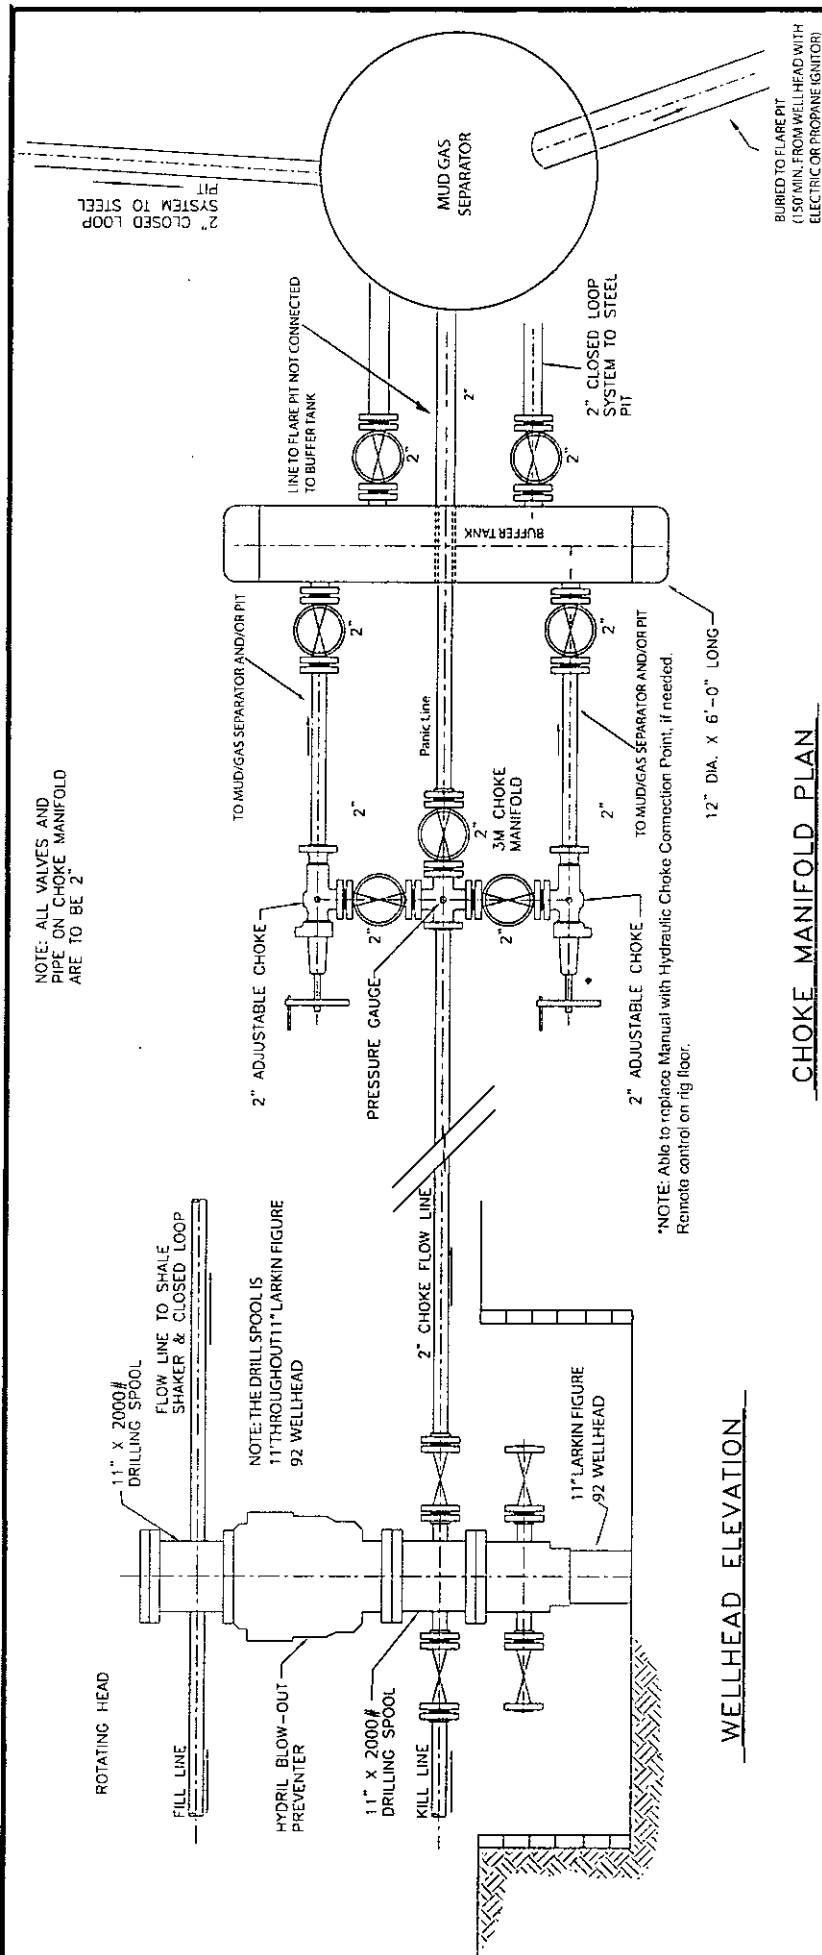 ROTATING HEAD
FILL LINE
11" X 2000#
DRILLING SPOOL
FLOW LINE TO SHALE
SHAKER & CLOSED LOOP
HYDRIL BLOW-OUT
PREVENTER
NOTE: THE DRILL SPOOL IS
11" THROUGHOUT 11" LARKIN FIGURE
92 WELLHEAD
11" X 2000#
DRILLING SPOOL
KILL LINE
2" CHOKE FLOW LINE
11" LARKIN FIGURE
92 WELLHEAD
WELLHEAD ELEVATION
NOTE: ALL VALVES AND
PIPE ON CHOKE MANIFOLD
ARE TO BE 2"
2" ADJUSTABLE CHOKE
TO MUD/GAS SEPARATOR AND/OR PIT
2"
2"
2"
PRESSURE GAUGE
2"
3M CHOKE
MANIFOLD
Panic Line
2"
2" ADJUSTABLE CHOKE
2"
2"
TO MUD/GAS SEPARATOR AND/OR PIT
*NOTE: Able to replace Manual with Hydraulic Choke Connection Point, if needed.
Remote control on rig floor.
12" DIA. X 6'-0" LONG
BUFFER TANK
LINE TO FLARE PIT NOT CONNECTED
TO BUFFER TANK
2"
2"
2"
2" CLOSED LOOP
SYSTEM TO STEEL
PIT
2" CLOSED LOOP
SYSTEM TO STEEL
PIT
MUD GAS
SEPARATOR
BURIED TO FLARE PIT
(150' MIN. FROM WELLHEAD WITH
ELECTRIC OR PROPANE IGNITOR)
CHOKE MANIFOLD PLAN